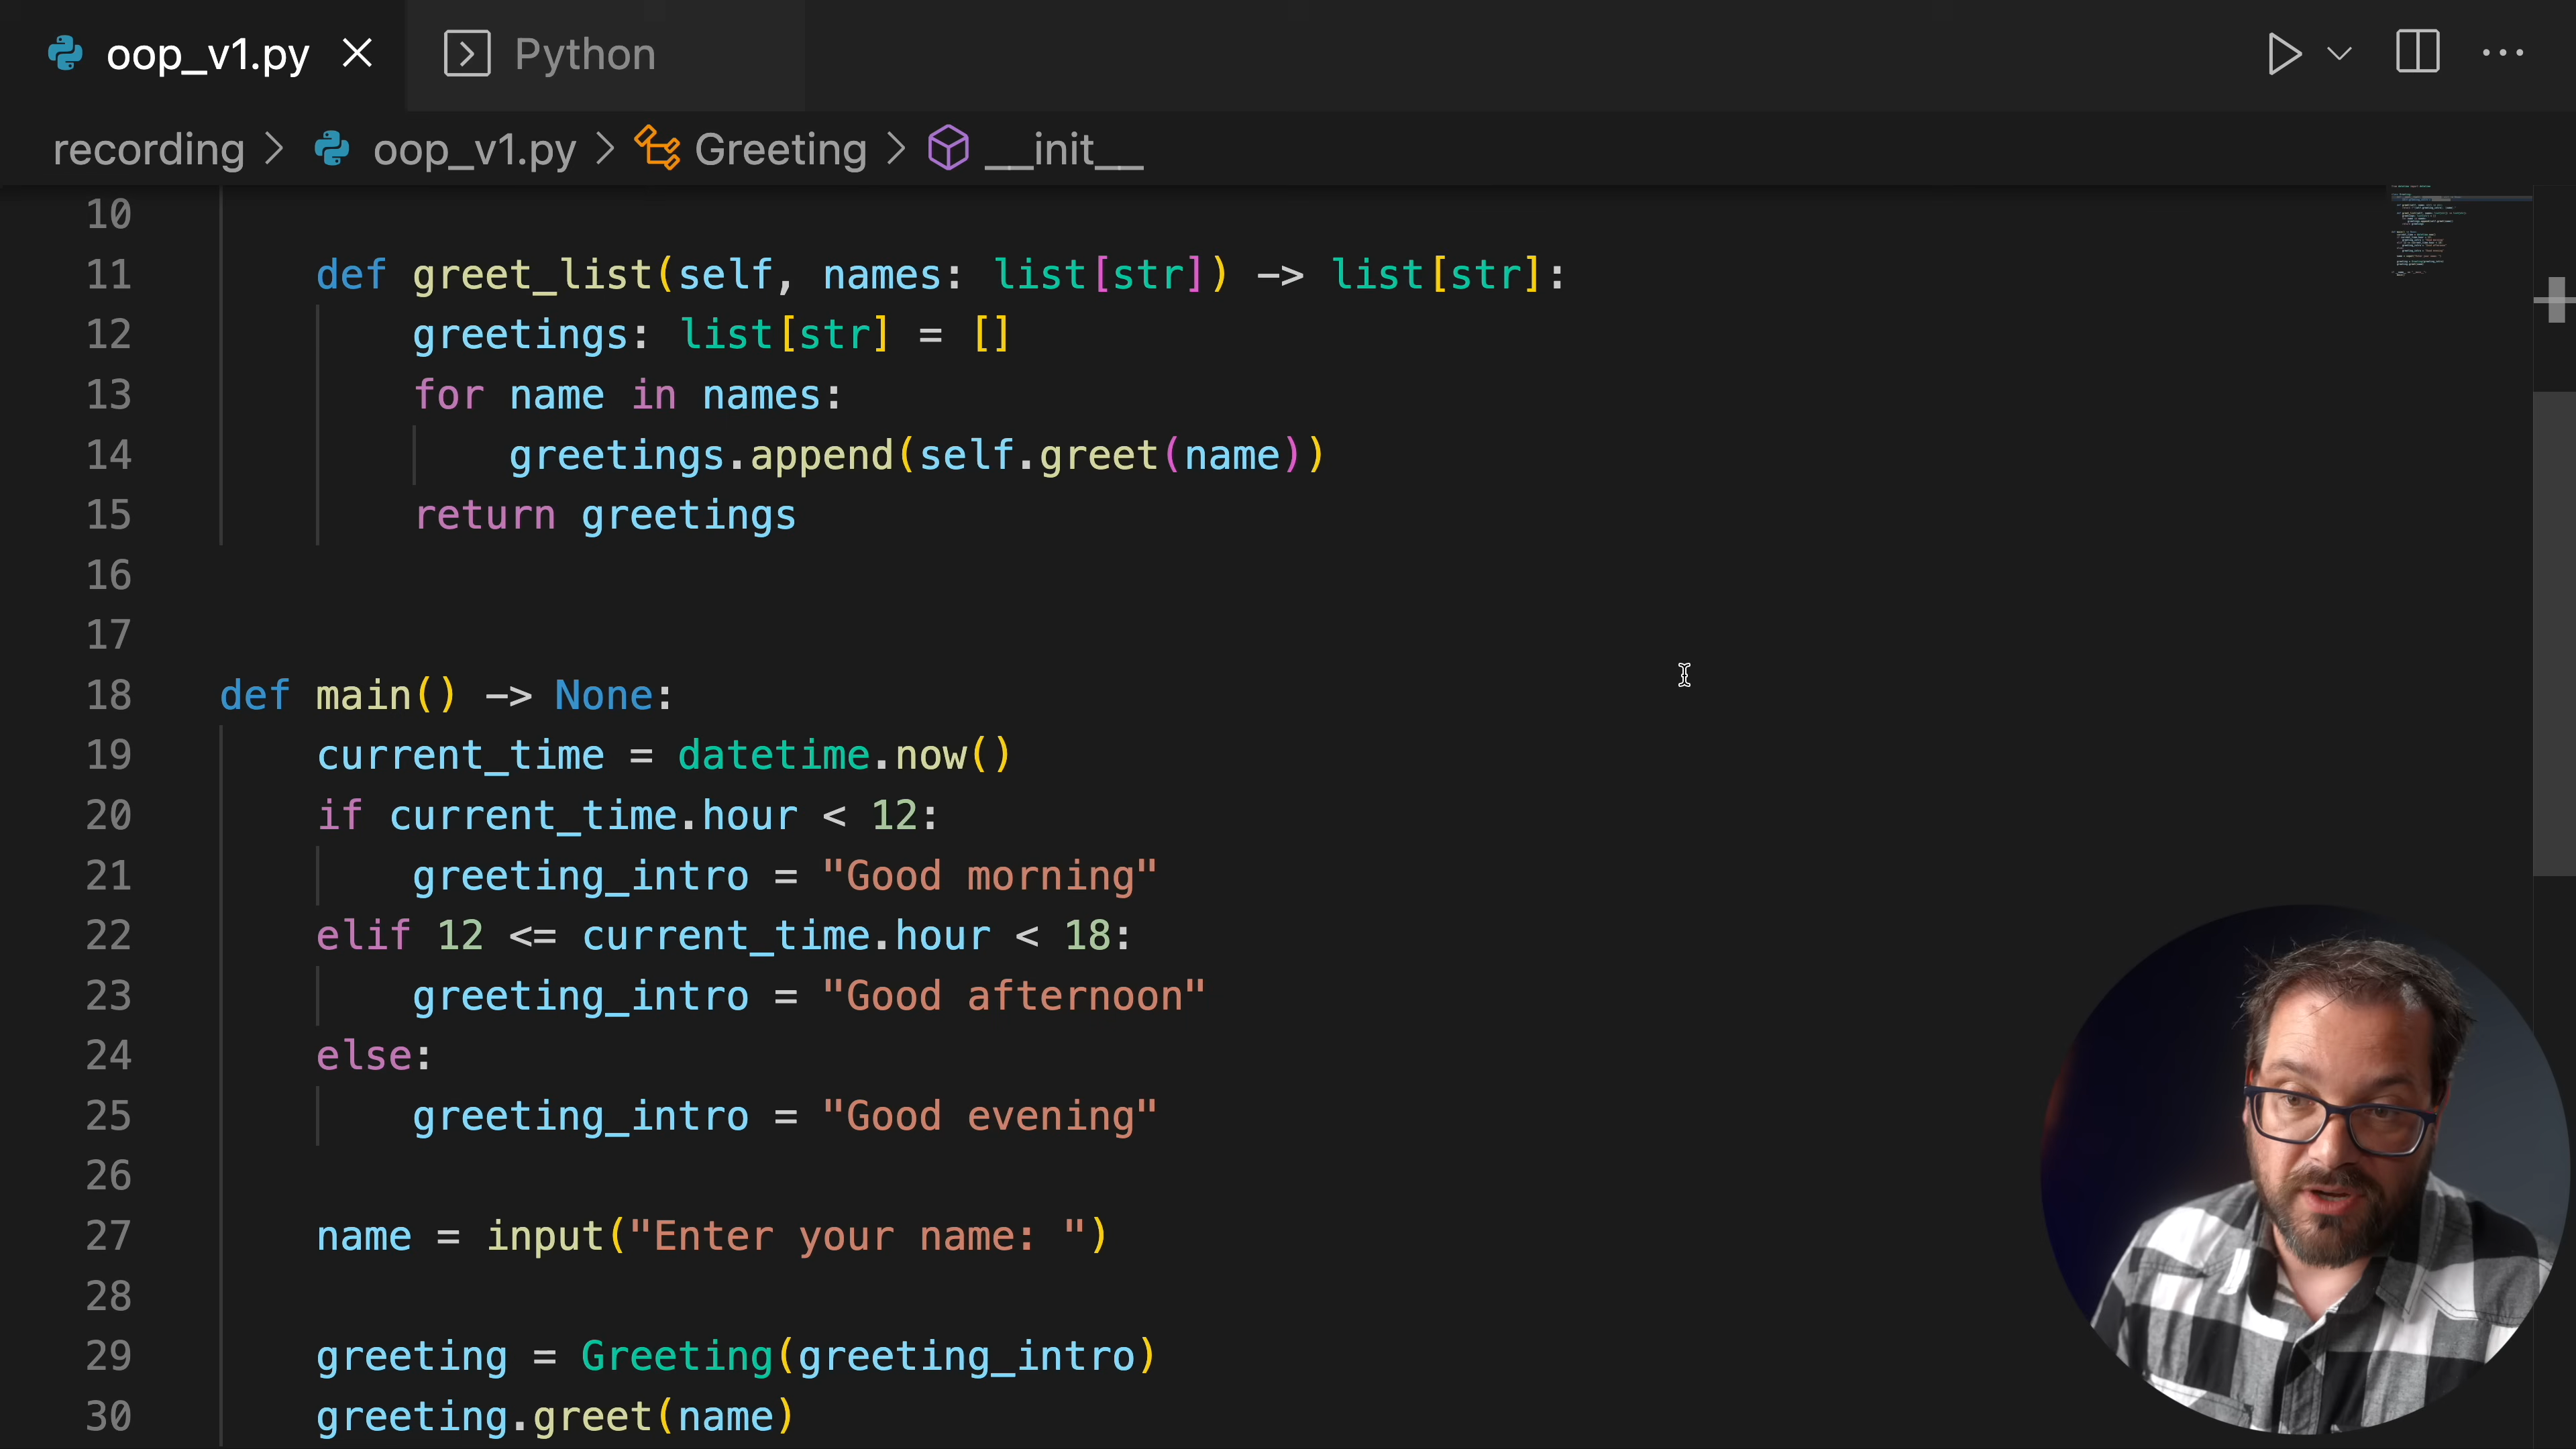 oop_v1.py
Python
recording > oop_v1.py > Greeting > __init__
10
11 def greet_list(self, names: list[str]) -> list[str]:
12 greetings: list[str] = []
13 for name in names:
14 greetings.append(self.greet(name))
15 return greetings
16
17
18 def main() -> None:
19 current_time = datetime.now()
20 if current_time.hour < 12:
21 greeting_intro = "Good morning"
22 elif 12 <= current_time.hour < 18:
23 greeting_intro = "Good afternoon"
24 else:
25 greeting_intro = "Good evening"
26
27 name = input("Enter your name: ")
28
29 greeting = Greeting(greeting_intro)
30 greeting.greet(name)